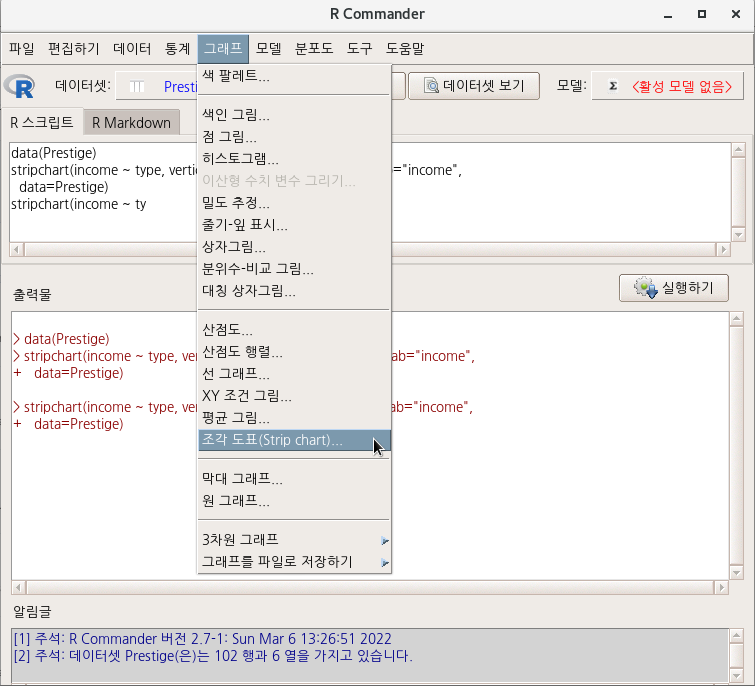 R Commander
파일 편집하기 데이터 통계 그래프 모델 분포도 도구 도움말
데이터셋: Presti 데이터셋 보기 모델: Σ <활성 모델 없음>
R 스크립트 R Markdown
data(Prestige)
stripchart(income ~ type, verti ="income",
data=Prestige)
stripchart(income ~ ty
색 팔레트...
색인 그림...
점 그림...
히스토그램...
이산형 수치 변수 그리기...
밀도 추정...
줄기-잎 표시...
상자그림...
분위수-비교 그림...
대칭 상자그림...
산점도...
산점도 행렬...
선 그래프...
XY 조건 그림...
평균 그림...
조각 도표(Strip chart)...
막대 그래프...
원 그래프...
3차원 그래프
그래프를 파일로 저장하기
출력물
실행하기
> data(Prestige)
> stripchart(income ~ type, ver ab="income",
+ data=Prestige)
> stripchart(income ~ type, ve ab="income",
+ data=Prestige)
알림글
[1] 주석: R Commander 버전 2.7-1: Sun Mar 6 13:26:51 2022
[2] 주석: 데이터셋 Prestige(은)는 102 행과 6 열을 가지고 있습니다.